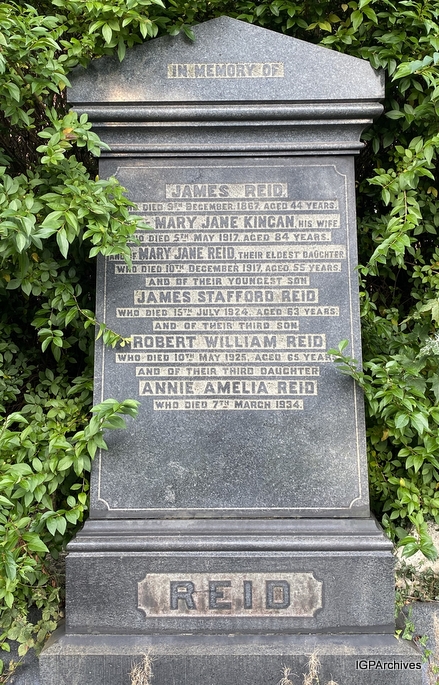 IN MEMORY OF
JAMES REID,
DIED 9TH DECEMBER, 1867, AGED 44 YEARS,
MARY JANE KINGAN, HIS WIFE
DIED 5TH MAY 1917, AGED 84 YEARS.
MARY JANE REID, THEIR ELDEST DAUGHTER
WHO DIED 10TH DECEMBER 1917, AGED 55 YEARS.
AND OF THEIR YOUNGEST SON
JAMES STAFFORD REID
WHO DIED 15TH JULY 1924, AGED 63 YEARS.
AND OF THEIR THIRD SON
ROBERT WILLIAM REID
WHO DIED 10TH MAY 1925, AGED 65 YEARS
AND OF THEIR THIRD DAUGHTER
ANNIE AMELIA REID
WHO DIED 7TH MARCH 1934.
REID
IGPArchives